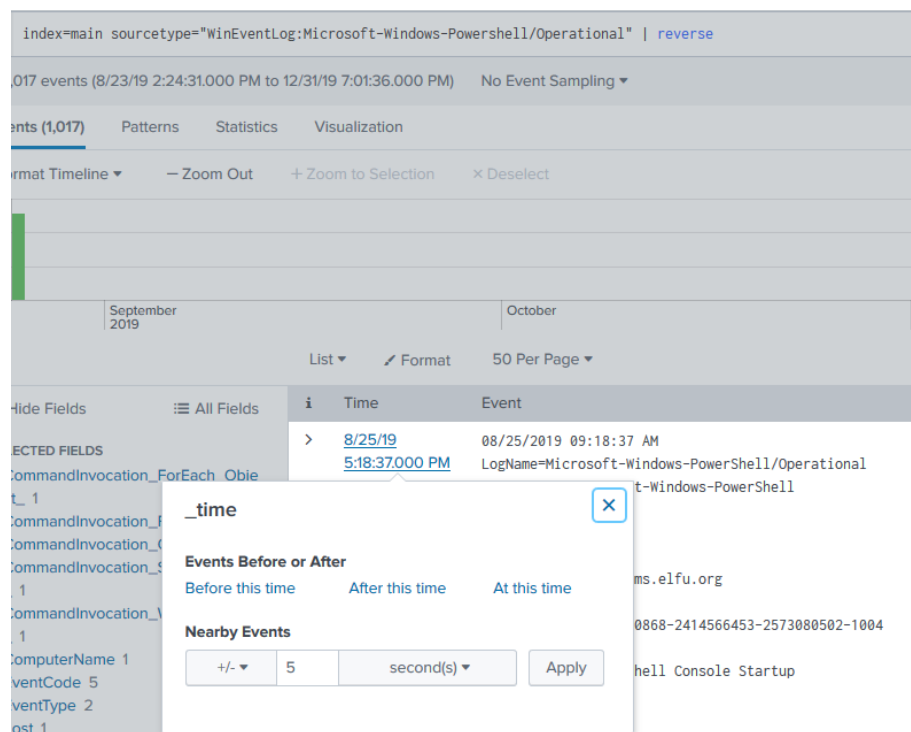 index=main sourcetype="WinEventLog:Microsoft-Windows-Powershell/Operational" | reverse
,017 events (8/23/19 2:24:31.000 PM to 12/31/19 7:01:36.000 PM) No Event Sampling
ents (1,017) Patterns Statistics Visualization
ormat Timeline — Zoom Out + Zoom to Selection × Deselect
September
2019
October
List Format 50 Per Page
Hide Fields All Fields i Time Event
ECTED FIELDS
CommandInvocation_ForEach_Obje
t_ 1
CommandInvocation_F
CommandInvocation_
CommandInvocation_S
_ 1
CommandInvocation_
_ 1
ComputerName 1
ventCode 5
ventType 2
ost 1
8/25/19
5:18:37.000 PM
08/25/2019 09:18:37 AM
LogName=Microsoft-Windows-PowerShell/Operational
t-Windows-PowerShell
ms.elfu.org
0868-2414566453-2573080502-1004
hell Console Startup
_time
Events Before or After
Before this time After this time At this time
Nearby Events
+/- 5 second(s) Apply